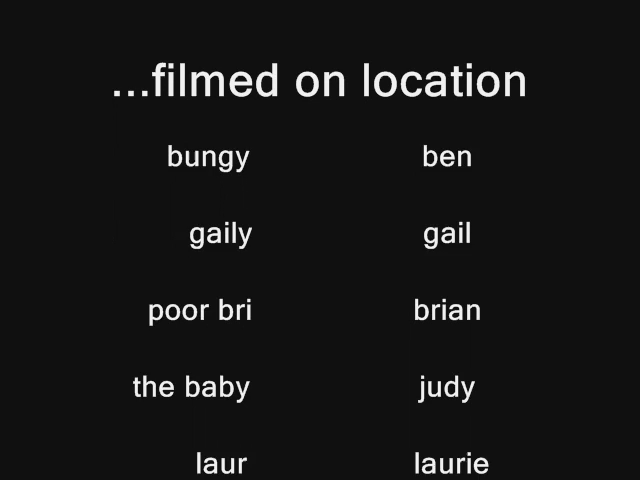 ...filmed on location
bungy ben
gaily gail
poor bri brian
the baby judy
laur laurie